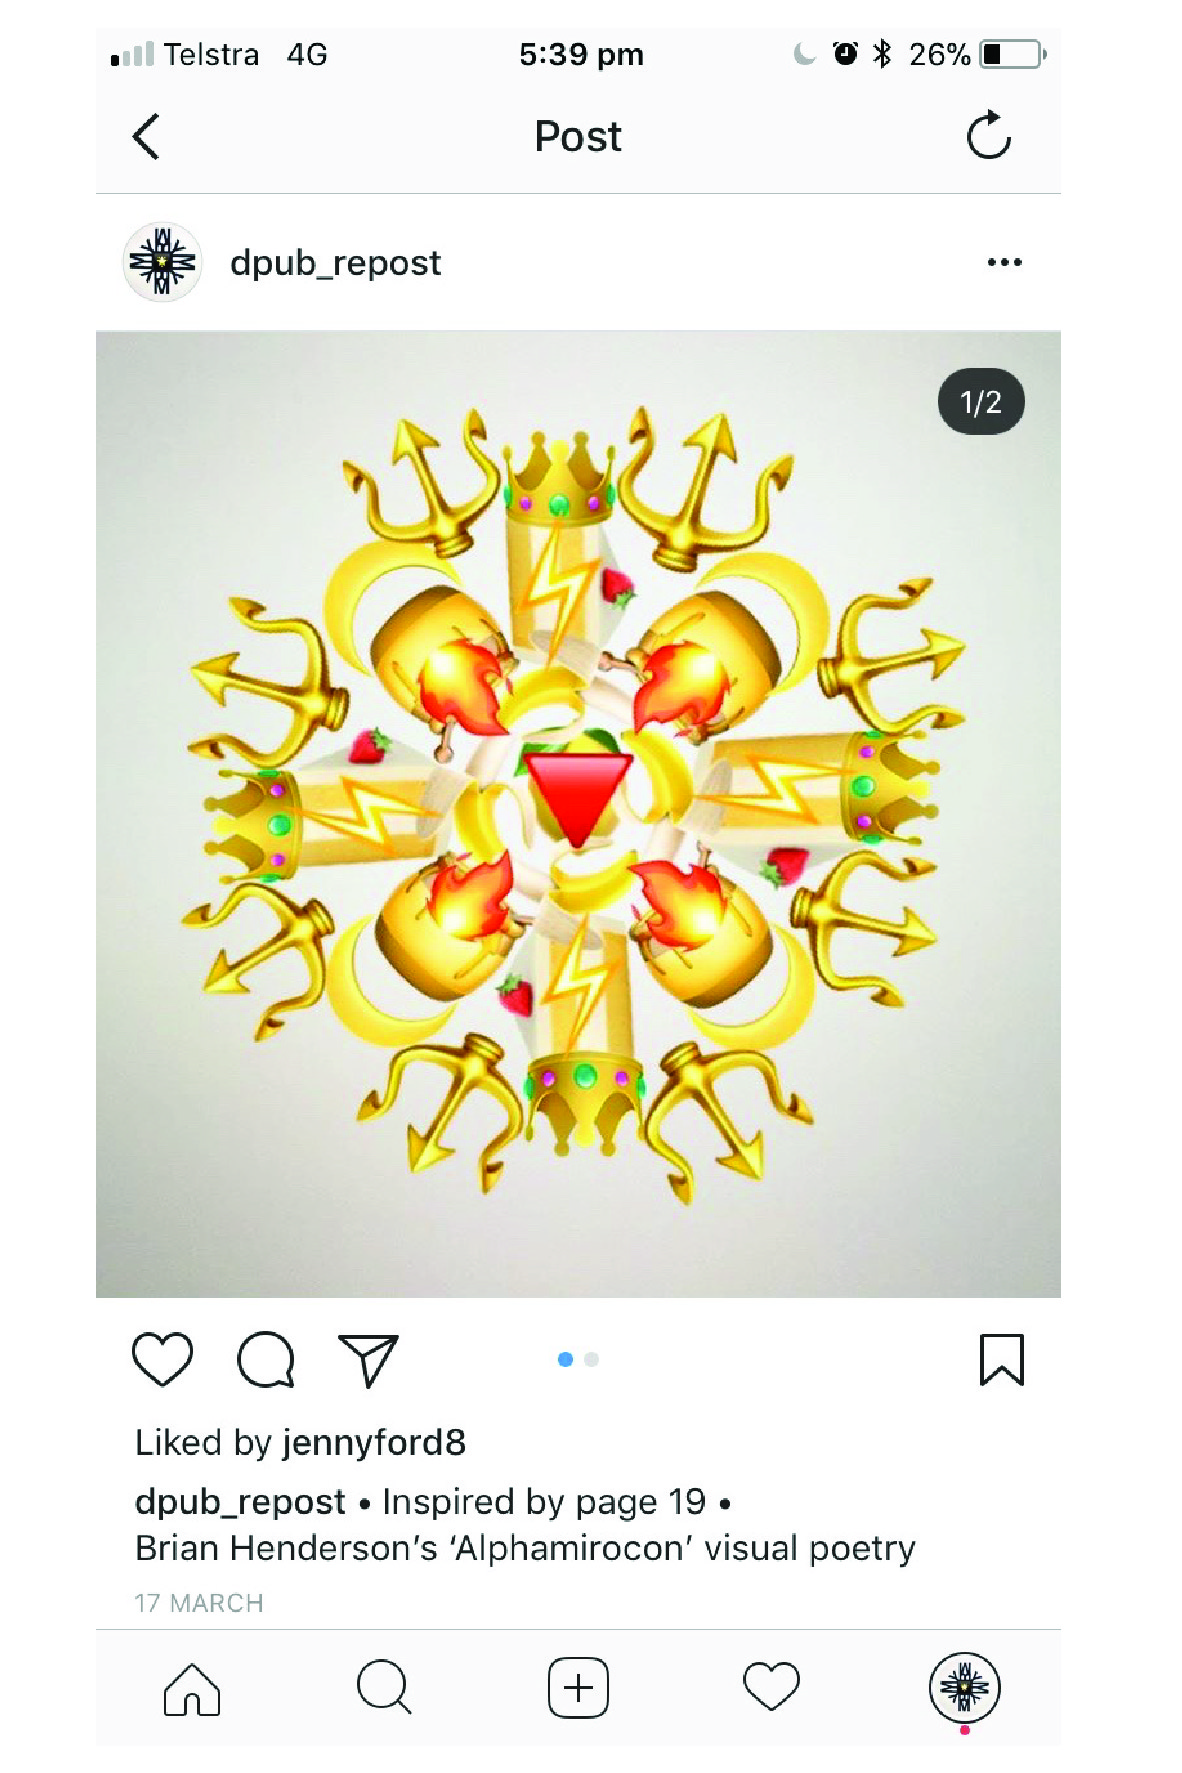 Telstra 4G 5:39 pm 26%
Post
dpub_repost
1/2
Liked by jennyford8
dpub_repost • Inspired by page 19 •
Brian Henderson's ‘Alphamirocon’ visual poetry
17 MARCH